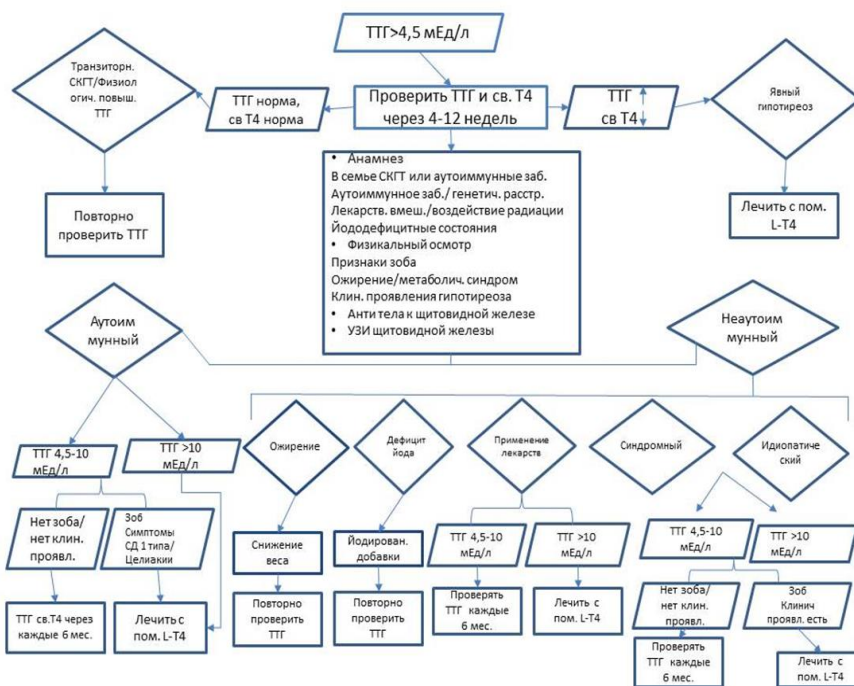 ТТГ>4,5 мЕд/л
Транзиторн.
СКГТ/Физиол
огич. повыш.
ТТГ
ТТГ норма,
св Т4 норма
Проверить ТТГ и св. Т4
через 4-12 недель
ТТГ
св Т4
Явный
гипотиреоз
Повторно
проверить ТТГ
• Анамнез
В семье СКГТ или аутоиммунные заб.
Аутоиммунное заб./ генетич. расстр.
Лекарств. вмеш./воздействие радиации
Йододефицитные состояния
• Физикальный осмотр
Признаки зоба
Ожирение/метаболич. синдром
Клин. проявления гипотиреоза
• Анти тела к щитовидной железе
• УЗИ щитовидной железы
Лечить с пом.
L-T4
Аутоим
мунный
Неаутоим
мунный
ТТГ 4,5-10
мЕд/л
ТТГ >10
мЕд/л
Ожирение
Дефицит
йода
Применение
лекарств
Синдромный
Идиопатиче
ский
Нет зоба/
нет клин.
проявл.
Зоб
Симптомы
СД 1 типа/
Целиакии
Снижение
веса
Йодирован.
добавки
ТТГ 4,5-10
мЕд/л
ТТГ >10
мЕд/л
ТТГ 4,5-10
мЕд/л
ТТГ >10
мЕд/л
ТТГ св.Т4 через
каждые 6 мес.
Лечить с
пом. L-T4
Повторно
проверить
ТТГ
Повторно
проверить
ТТГ
Проверять
ТТГ каждые
6 мес.
Лечить с
пом. L-T4
Нет зоба/
нет клин.
проявл.
Зоб
Клинич
проявл. есть
Проверять
ТТГ каждые
6 мес.
Лечить с
пом. L-T4